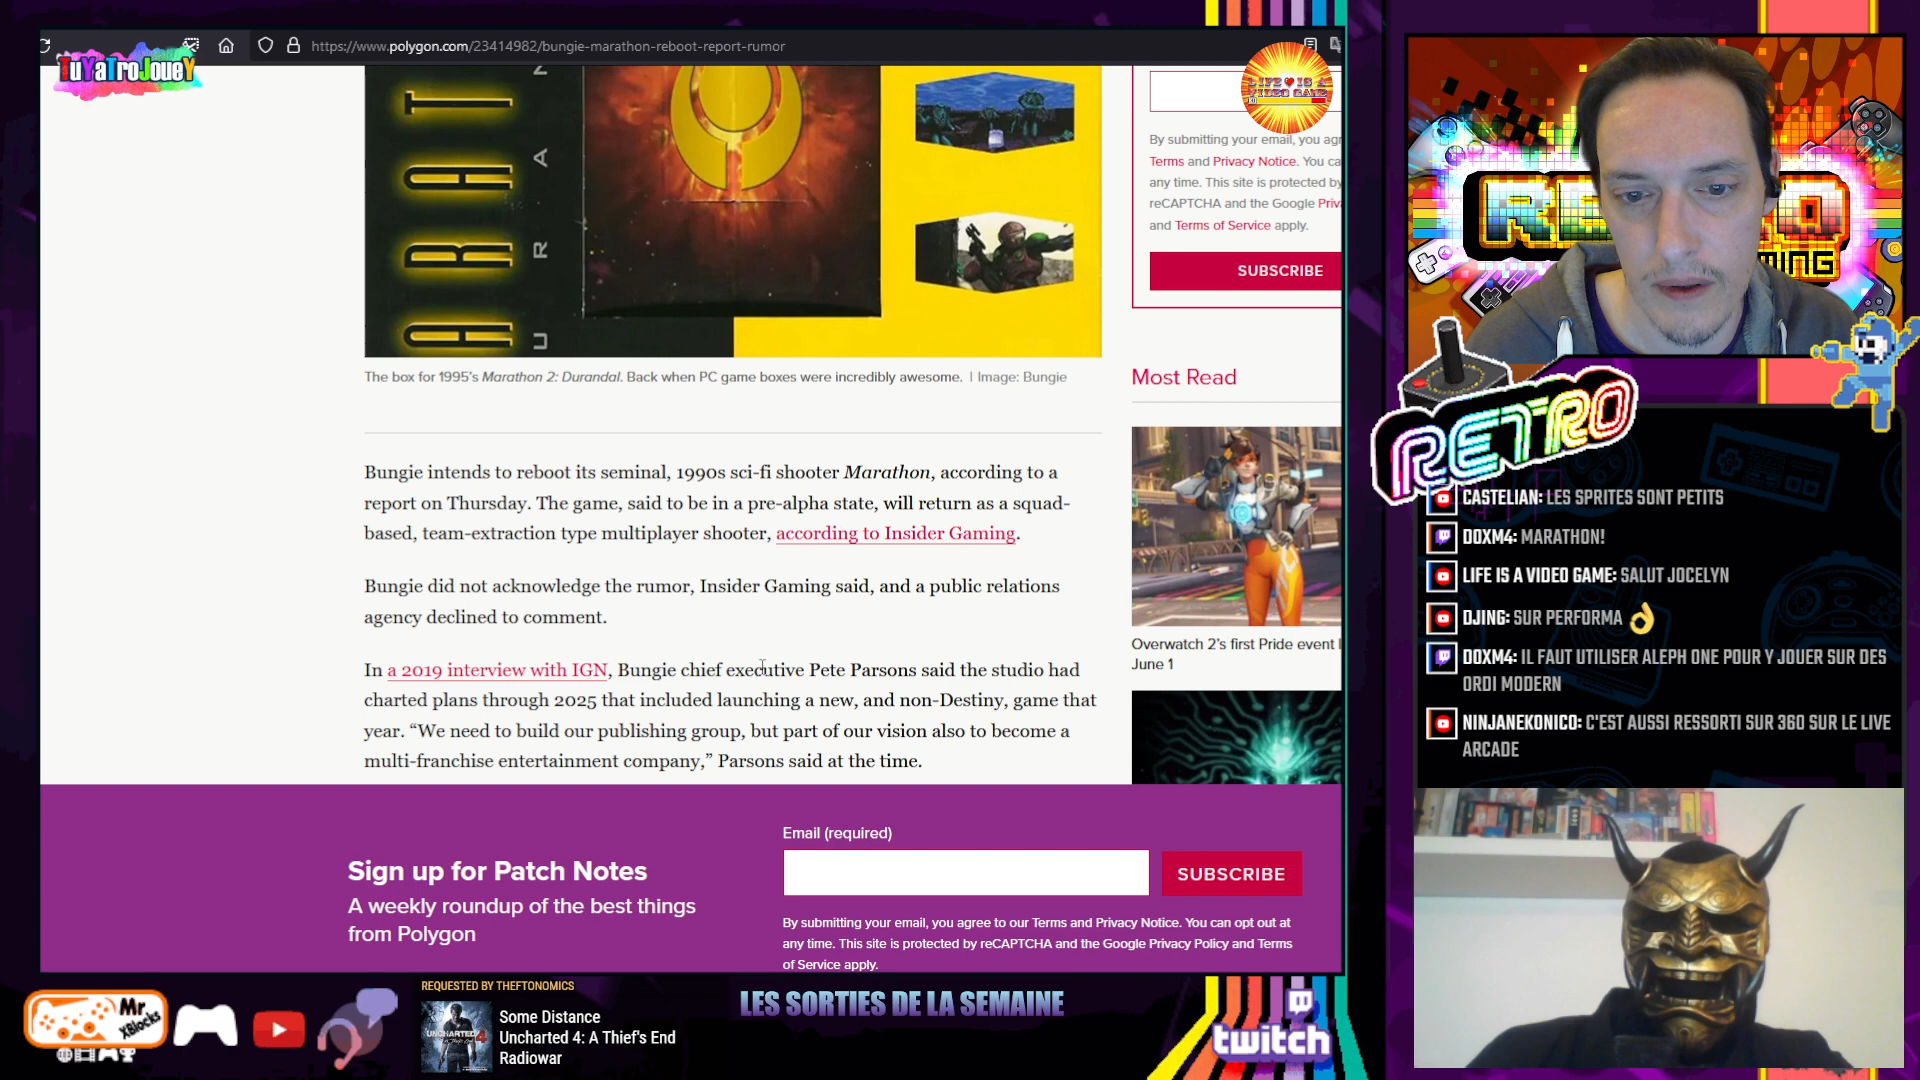 https://www.polygon.com/23414982/bungie-marathon-reboot-report-rumor
TuYaTroJoueY
LIFE IS A
VIDEO GAME
By submitting your email, you agr
Terms and Privacy Notice. You ca
any time. This site is protected by
reCAPTCHA and the Google Priv
and Terms of Service apply.
SUBSCRIBE
ARAT
The box for 1995's Marathon 2: Durandal. Back when PC game boxes were incredibly awesome. | Image: Bungie
Most Read
Bungie intends to reboot its seminal, 1990s sci-fi shooter Marathon, according to a
report on Thursday. The game, said to be in a pre-alpha state, will return as a squad-
based, team-extraction type multiplayer shooter, according to Insider Gaming.
Bungie did not acknowledge the rumor, Insider Gaming said, and a public relations
agency declined to comment.
In a 2019 interview with IGN, Bungie chief executive Pete Parsons said the studio had
charted plans through 2025 that included launching a new, and non-Destiny, game that
year. “We need to build our publishing group, but part of our vision also to become a
multi-franchise entertainment company,” Parsons said at the time.
Overwatch 2's first Pride event
June 1
Sign up for Patch Notes
A weekly roundup of the best things
from Polygon
Email (required)
SUBSCRIBE
By submitting your email, you agree to our Terms and Privacy Notice. You can opt out at
any time. This site is protected by reCAPTCHA and the Google Privacy Policy and Terms
of Service apply.
RETRO
CASTELIAN: LES SPRITES SONT PETITS
DOXM4: MARATHON!
LIFE IS A VIDEO GAME: SALUT JOCELYN
DJING: SUR PERFORMA 👌
DOXM4: IL FAUT UTILISER ALEPH ONE POUR Y JOUER SUR DES
ORDI MODERN
NINJANEKONICO: C'EST AUSSI RESSORTI SUR 360 SUR LE LIVE
ARCADE
Mr
XBlocks
REQUESTED BY THEFTONOMICS
Some Distance
Uncharted 4: A Thief's End
Radiowar
LES SORTIES DE LA SEMAINE
twitch